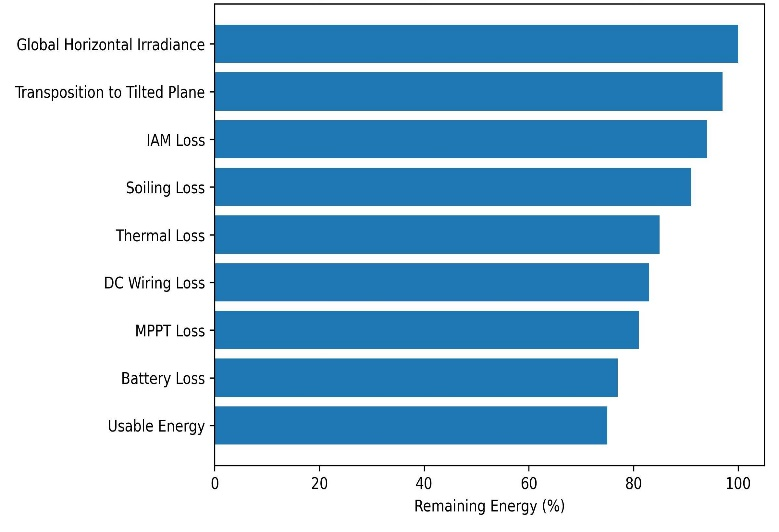 Global Horizontal Irradiance
Transposition to Tilted Plane
IAM Loss
Soiling Loss
Thermal Loss
DC Wiring Loss
MPPT Loss
Battery Loss
Usable Energy
0 20 40 60 80 100
Remaining Energy (%)